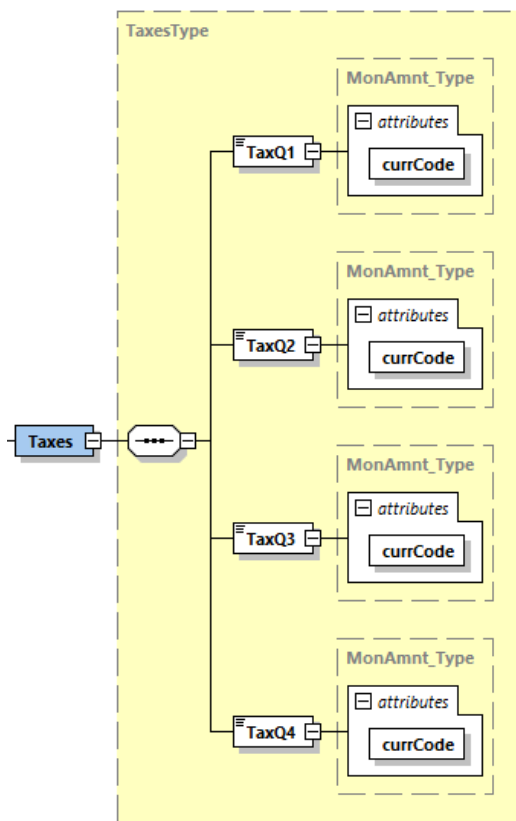 TaxesType
MonAmnt_Type
attributes
TaxQ1
currCode
MonAmnt_Type
attributes
TaxQ2
currCode
Taxes
MonAmnt_Type
attributes
TaxQ3
currCode
MonAmnt_Type
attributes
TaxQ4
currCode